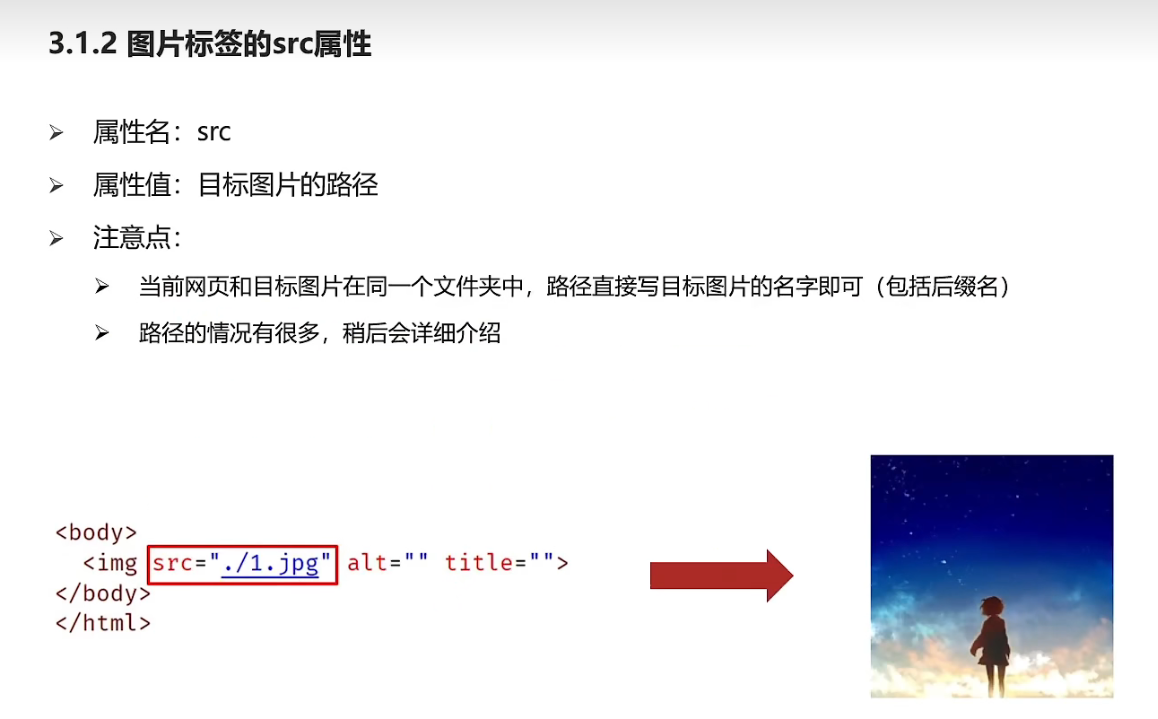 3.1.2 图片标签的src属性
属性名：src
属性值：目标图片的路径
注意点：
当前网页和目标图片在同一个文件夹中，路径直接写目标图片的名字即可（包括后缀名）
路径的情况有很多，稍后会详细介绍
<body>
<img src="./1.jpg" alt="" title="">
</body>
</html>